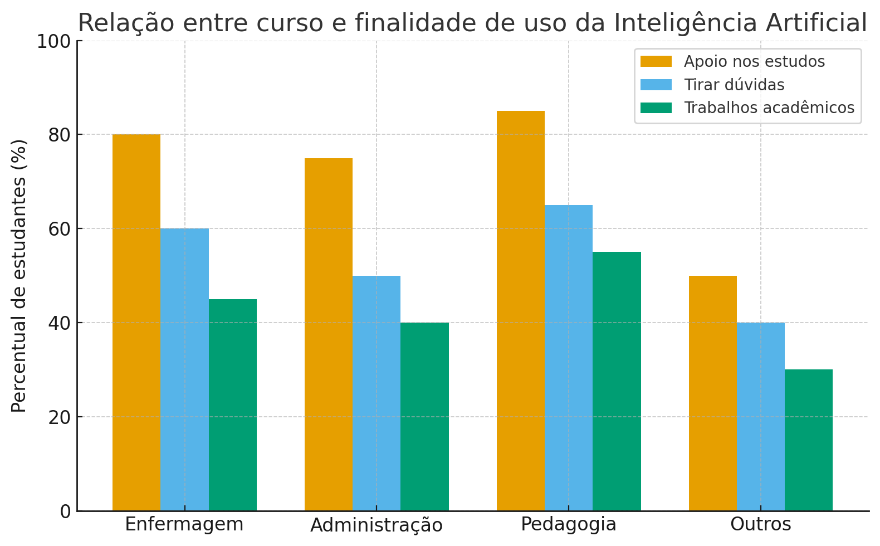 Relação entre curso e finalidade de uso da Inteligência Artificial
Apoio nos estudos
Tirar dúvidas
Trabalhos acadêmicos
Percentual de estudantes (%)
100
80
60
40
20
0
Enfermagem Administração Pedagogia Outros